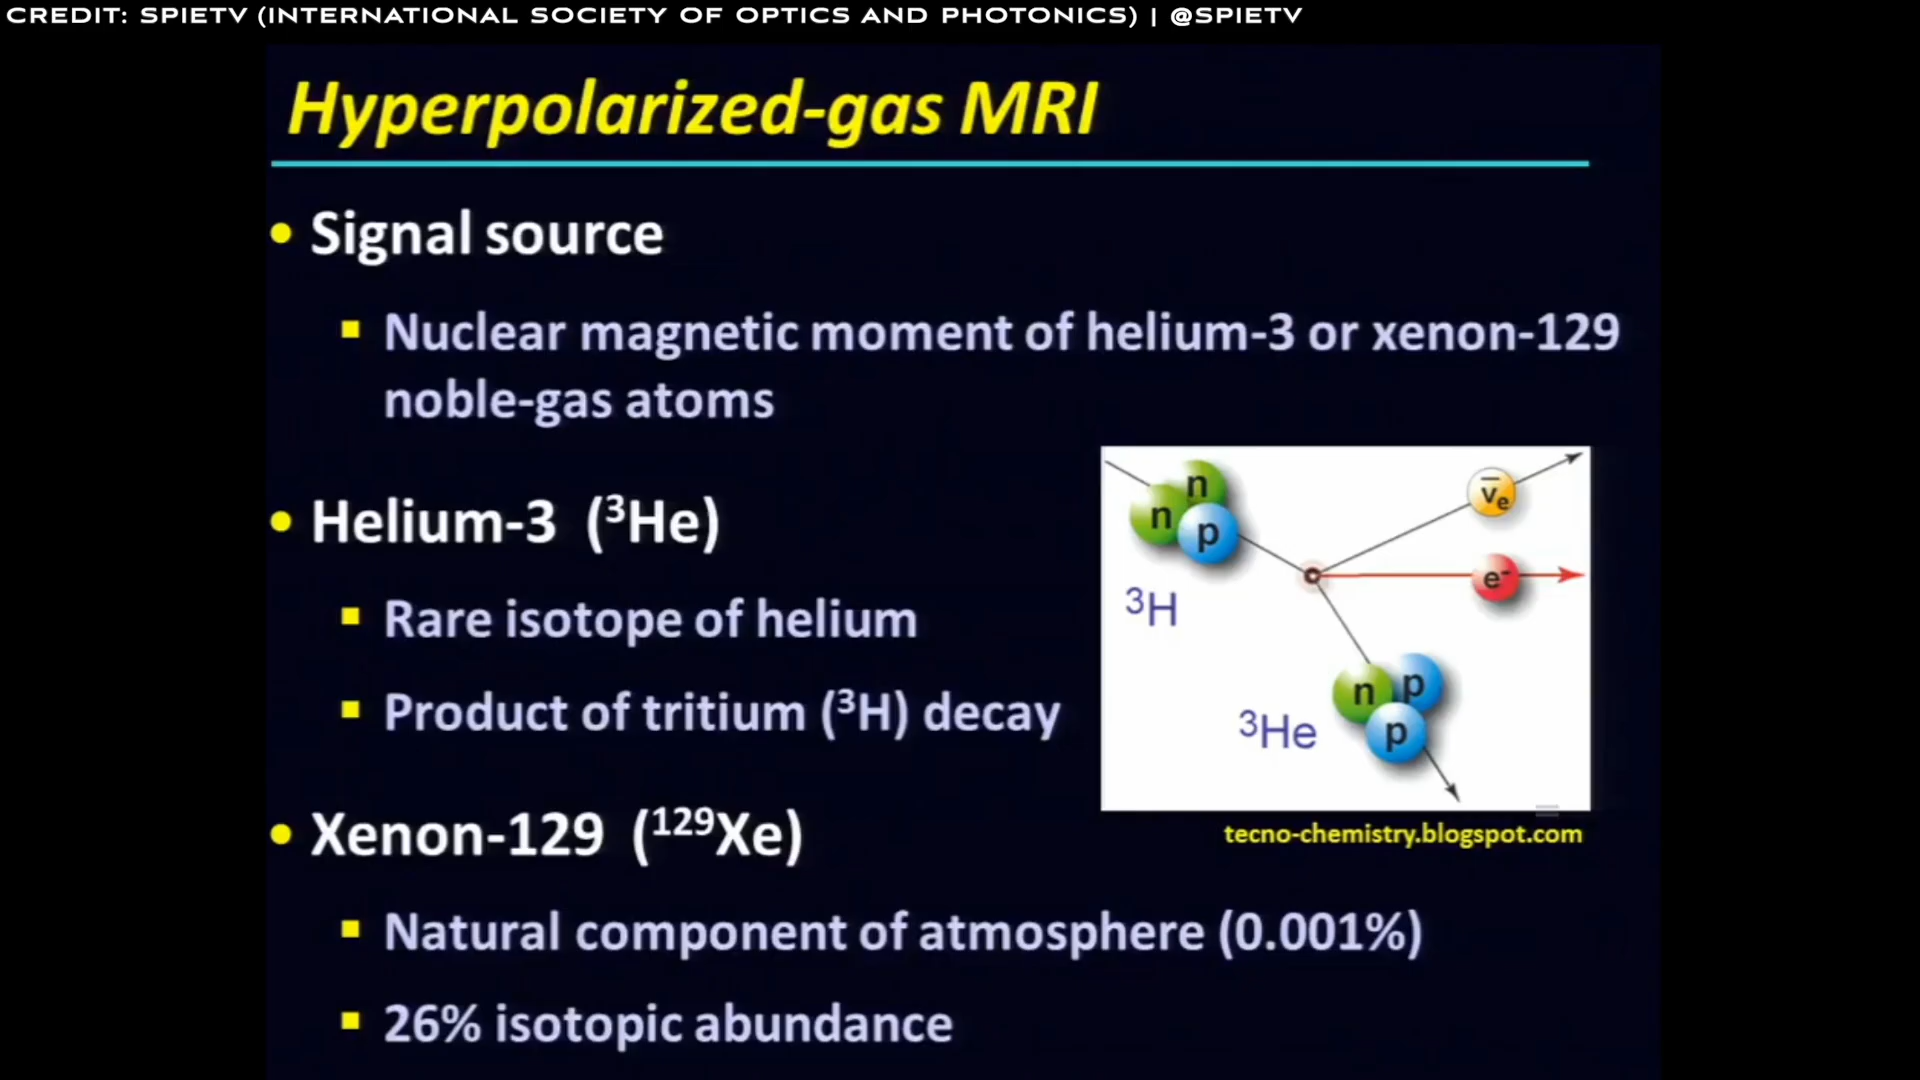 CREDIT: SPIETV (INTERNATIONAL SOCIETY OF OPTICS AND PHOTONICS) | @SPIETV
Hyperpolarized-gas MRI
• Signal source
▪ Nuclear magnetic moment of helium-3 or xenon-129
noble-gas atoms
• Helium-3 (³He)
▪ Rare isotope of helium
▪ Product of tritium (³H) decay
n
n
p
³H
v̅e
e⁻
n
p
p
³He
tecno-chemistry.blogspot.com
• Xenon-129 (¹²⁹Xe)
▪ Natural component of atmosphere (0.001%)
▪ 26% isotopic abundance